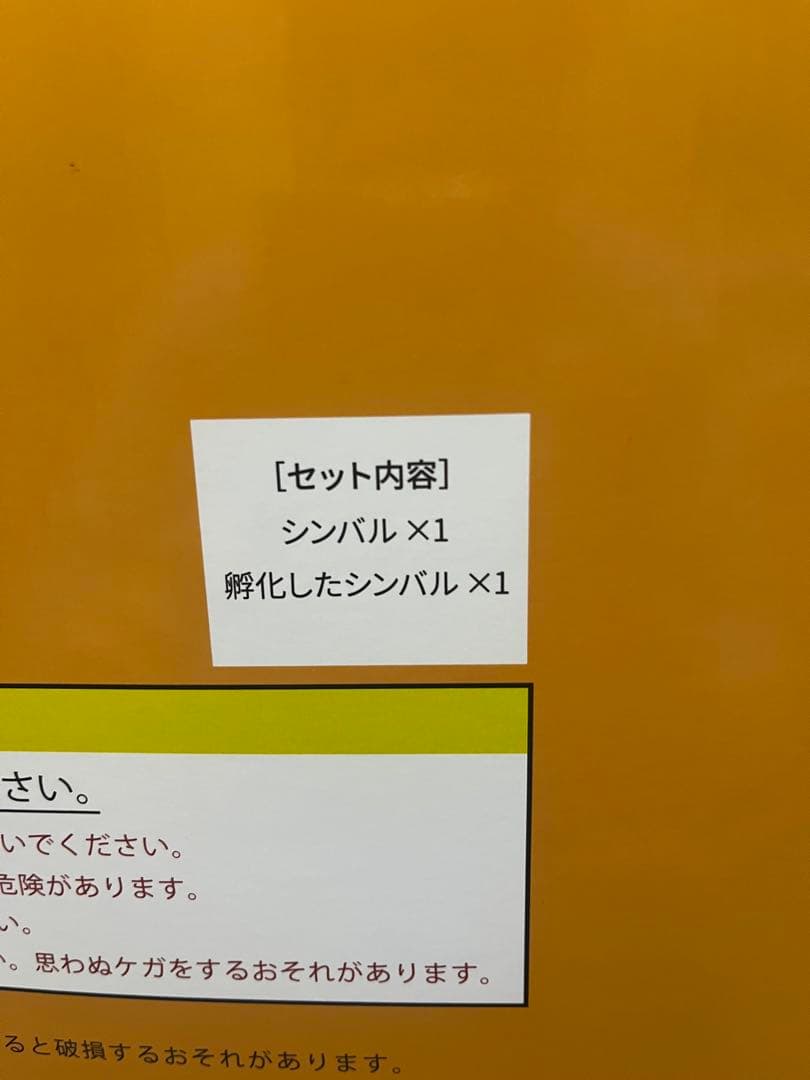 [セット内容]
シンバル ×1
孵化したシンバル ×1
さい。
いでください。
危険があります。
い。
い。思わぬケガをするおそれがあります。
ると破損するおそれがあります。